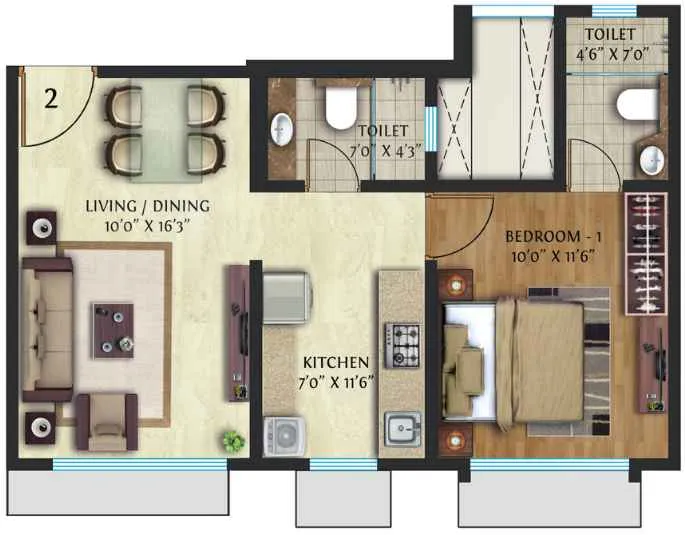 TOILET
4'6" X 7'0"
2
TOILET
7'0" X 4'3"
LIVING / DINING
10'0" X 16'3"
BEDROOM - 1
10'0" X 11'6"
KITCHEN
7'0" X 11'6"